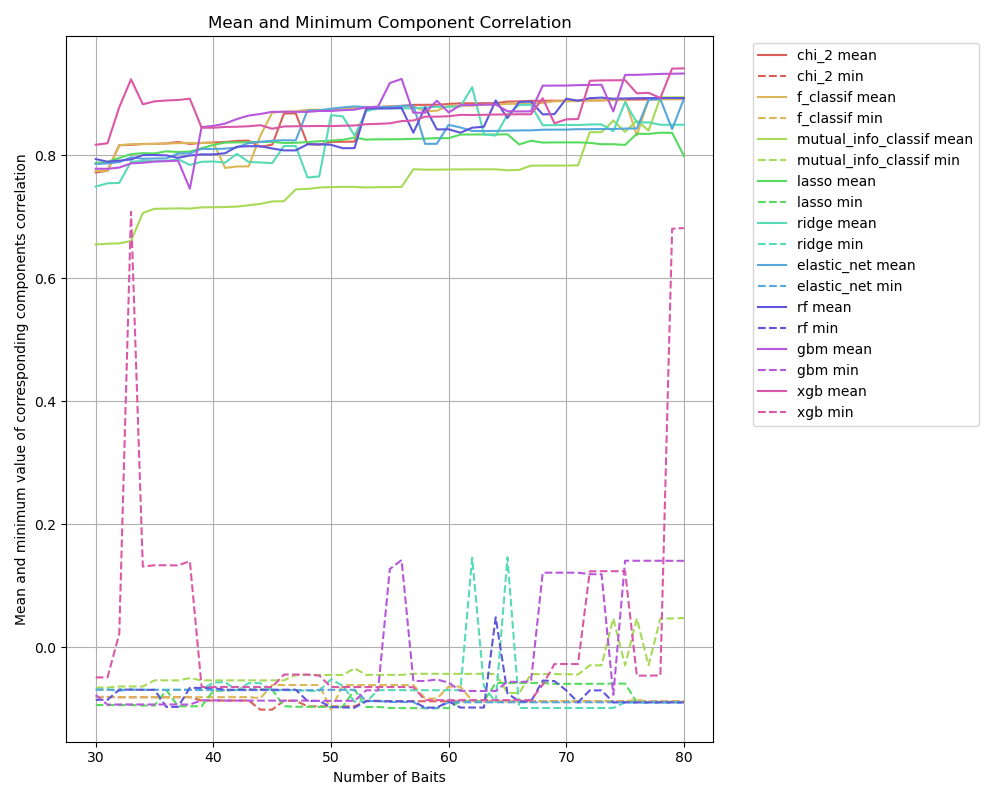 Mean and Minimum Component Correlation
Mean and minimum value of corresponding components correlation
0.8
0.6
0.4
0.2
0.0
30
40
50
60
70
80
Number of Baits
chi_2 mean
chi_2 min
f_classif mean
f_classif min
mutual_info_classif mean
mutual_info_classif min
lasso mean
lasso min
ridge mean
ridge min
elastic_net mean
elastic_net min
rf mean
rf min
gbm mean
gbm min
xgb mean
xgb min